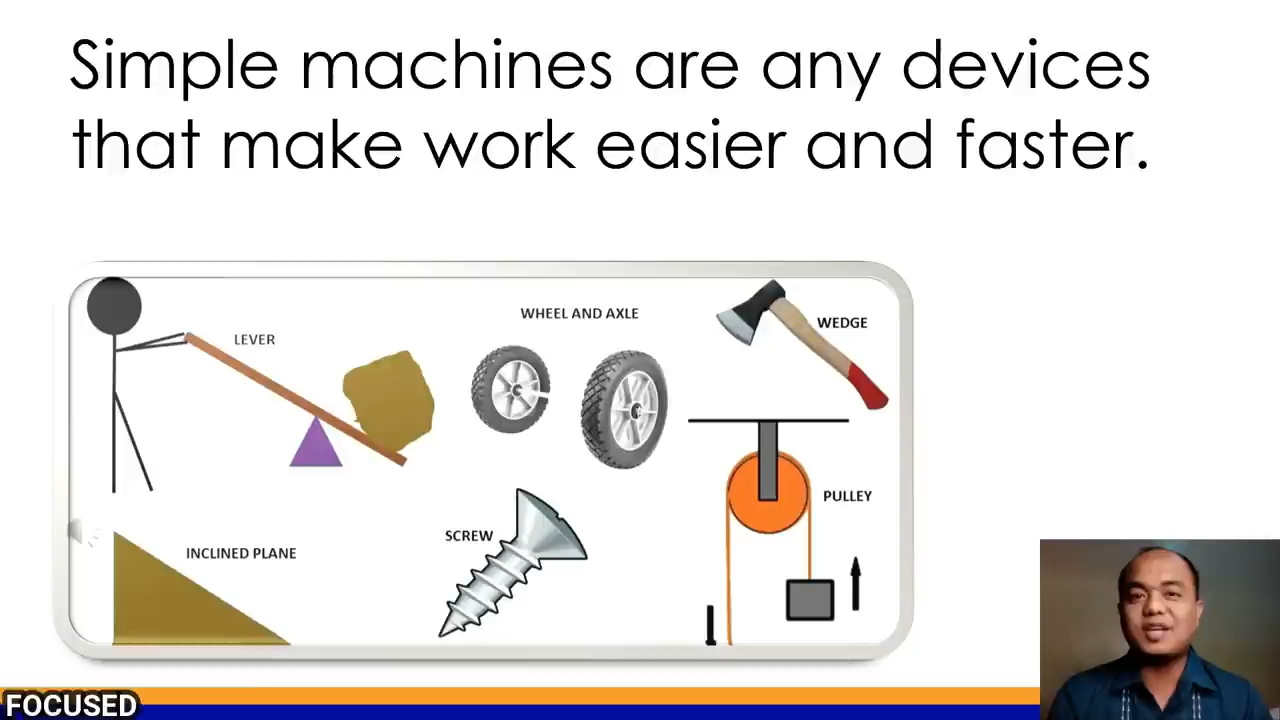 Simple machines are any devices
that make work easier and faster.
WHEEL AND AXLE
WEDGE
LEVER
PULLEY
SCREW
INCLINED PLANE
FOCUSED